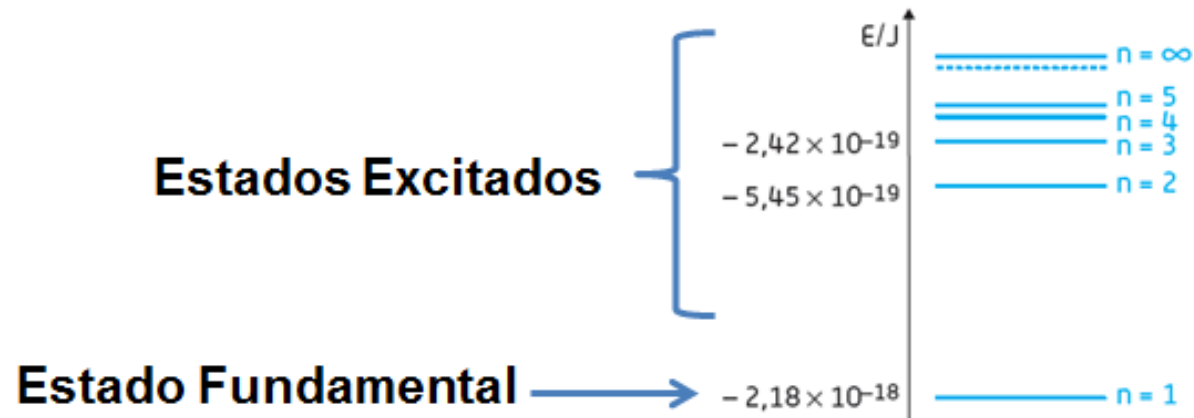 E/J
n = ∞
n = 5
n = 4
− 2,42 × 10⁻¹⁹
n = 3
Estados Excitados
− 5,45 × 10⁻¹⁹
n = 2
Estado Fundamental
− 2,18 × 10⁻¹⁸
n = 1